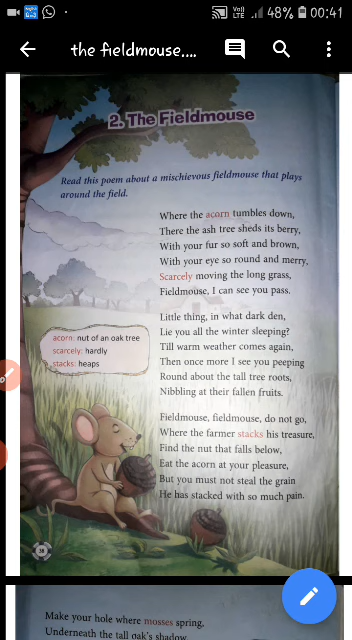 48% 00:41
the fieldmouse....
2. The Fieldmouse
Read this poem about a mischievous fieldmouse that plays
around the field.
Where the acorn tumbles down,
There the ash tree sheds its berry,
With your fur so soft and brown,
With your eye so round and merry,
Scarcely moving the long grass,
Fieldmouse, I can see you pass.
Little thing, in what dark den,
Lie you all the winter sleeping?
Till warm weather comes again,
Then once more I see you peeping
Round about the tall tree roots,
Nibbling at their fallen fruits.
acorn: nut of an oak tree
scarcely: hardly
stacks: heaps
Fieldmouse, fieldmouse, do not go,
Where the farmer stacks his treasure,
Find the nut that falls below,
Eat the acorn at your pleasure,
But you must not steal the grain
He has stacked with so much pain.
38
Make your hole where mosses spring,
Underneath the tall oak's shadow